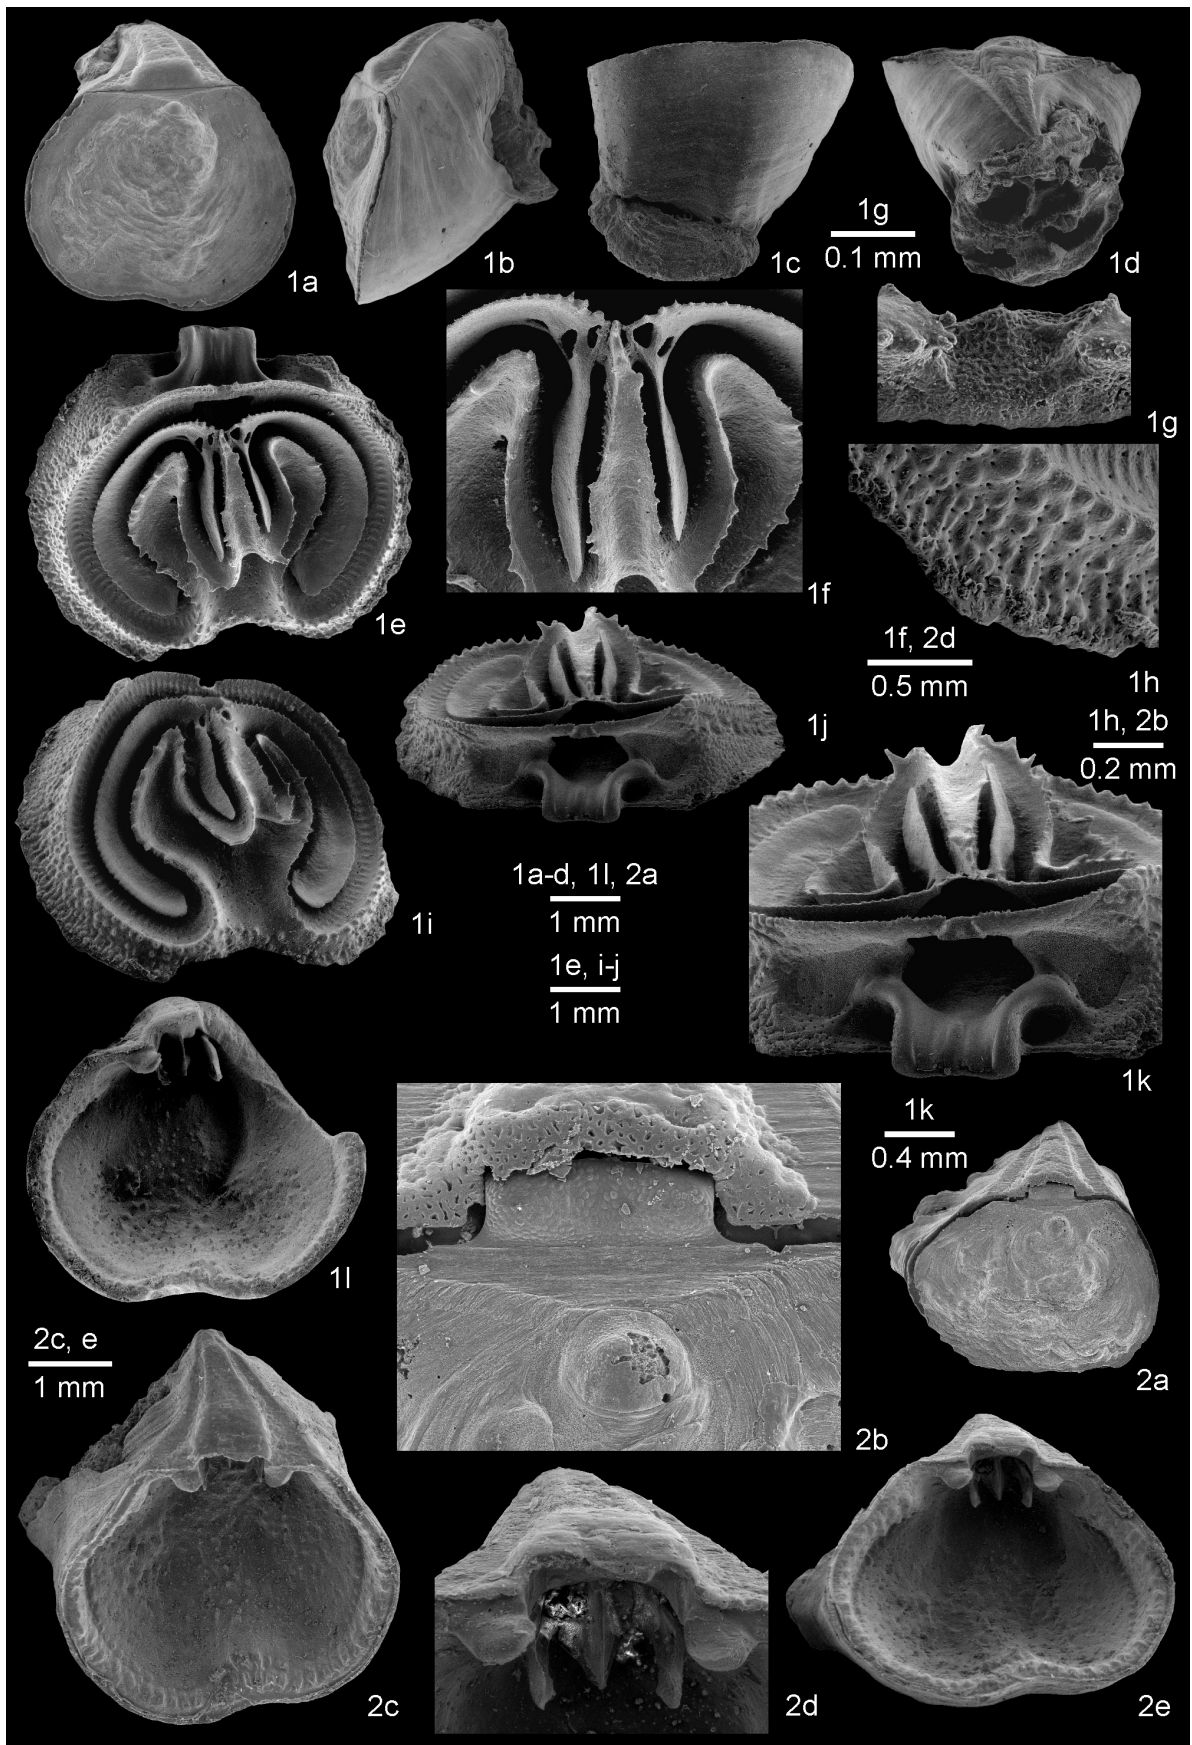 1a
1b
1c
1g
0.1 mm
1d
1e
1f
1g
1f, 2d
0.5 mm
1h
1h, 2b
0.2 mm
1i
1j
1a-d, 1l, 2a
1 mm
1e, i-j
1 mm
1k
1k
0.4 mm
1l
2c, e
1 mm
2a
2b
2c
2d
2e